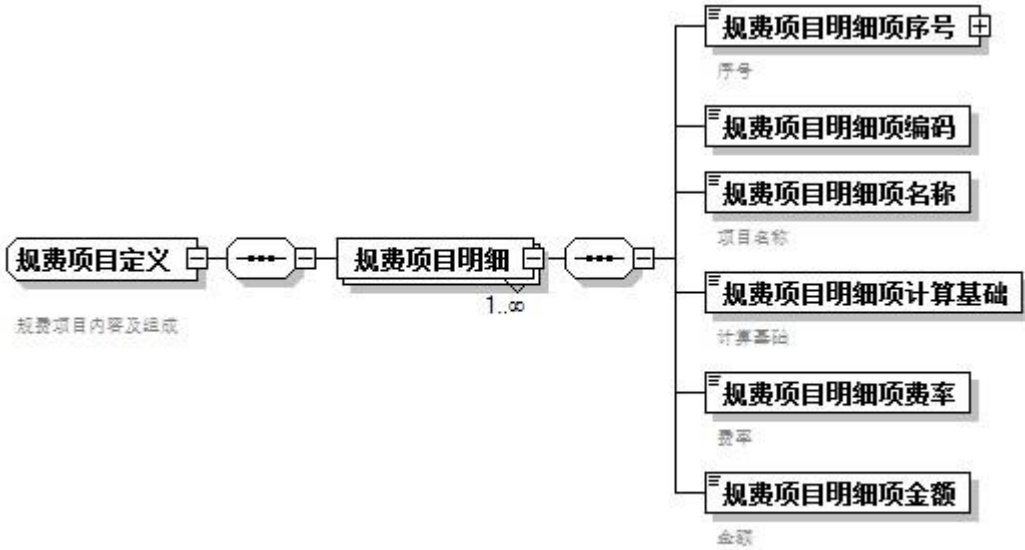 规费项目明细项序号
序号
规费项目明细项编码
规费项目明细项名称
项目名称
规费项目定义
规费项目明细
1..∞
规费项目内容及组成
规费项目明细项计算基础
计算基础
规费项目明细项费率
费率
规费项目明细项金额
金额